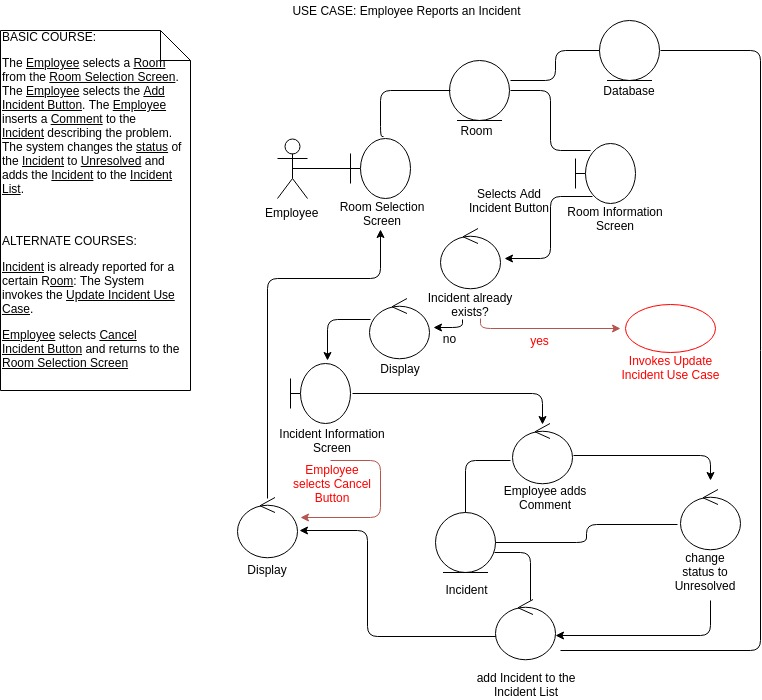 USE CASE: Employee Reports an Incident
BASIC COURSE:
The Employee selects a Room
from the Room Selection Screen.
The Employee selects the Add
Incident Button. The Employee
inserts a Comment to the
Incident describing the problem.
The system changes the status of
the Incident to Unresolved and
adds the Incident to the Incident
List.
ALTERNATE COURSES:
Incident is already reported for a
certain Room: The System
invokes the Update Incident Use
Case.
Employee selects Cancel
Incident Button and returns to the
Room Selection Screen
Database
Room
Employee
Room Selection
Screen
Selects Add
Incident Button
Room Information
Screen
Incident already
exists?
no
yes
Invokes Update
Incident Use Case
Display
Incident Information
Screen
Employee
selects Cancel
Button
Employee adds
Comment
Display
Incident
change
status to
Unresolved
add Incident to the
Incident List